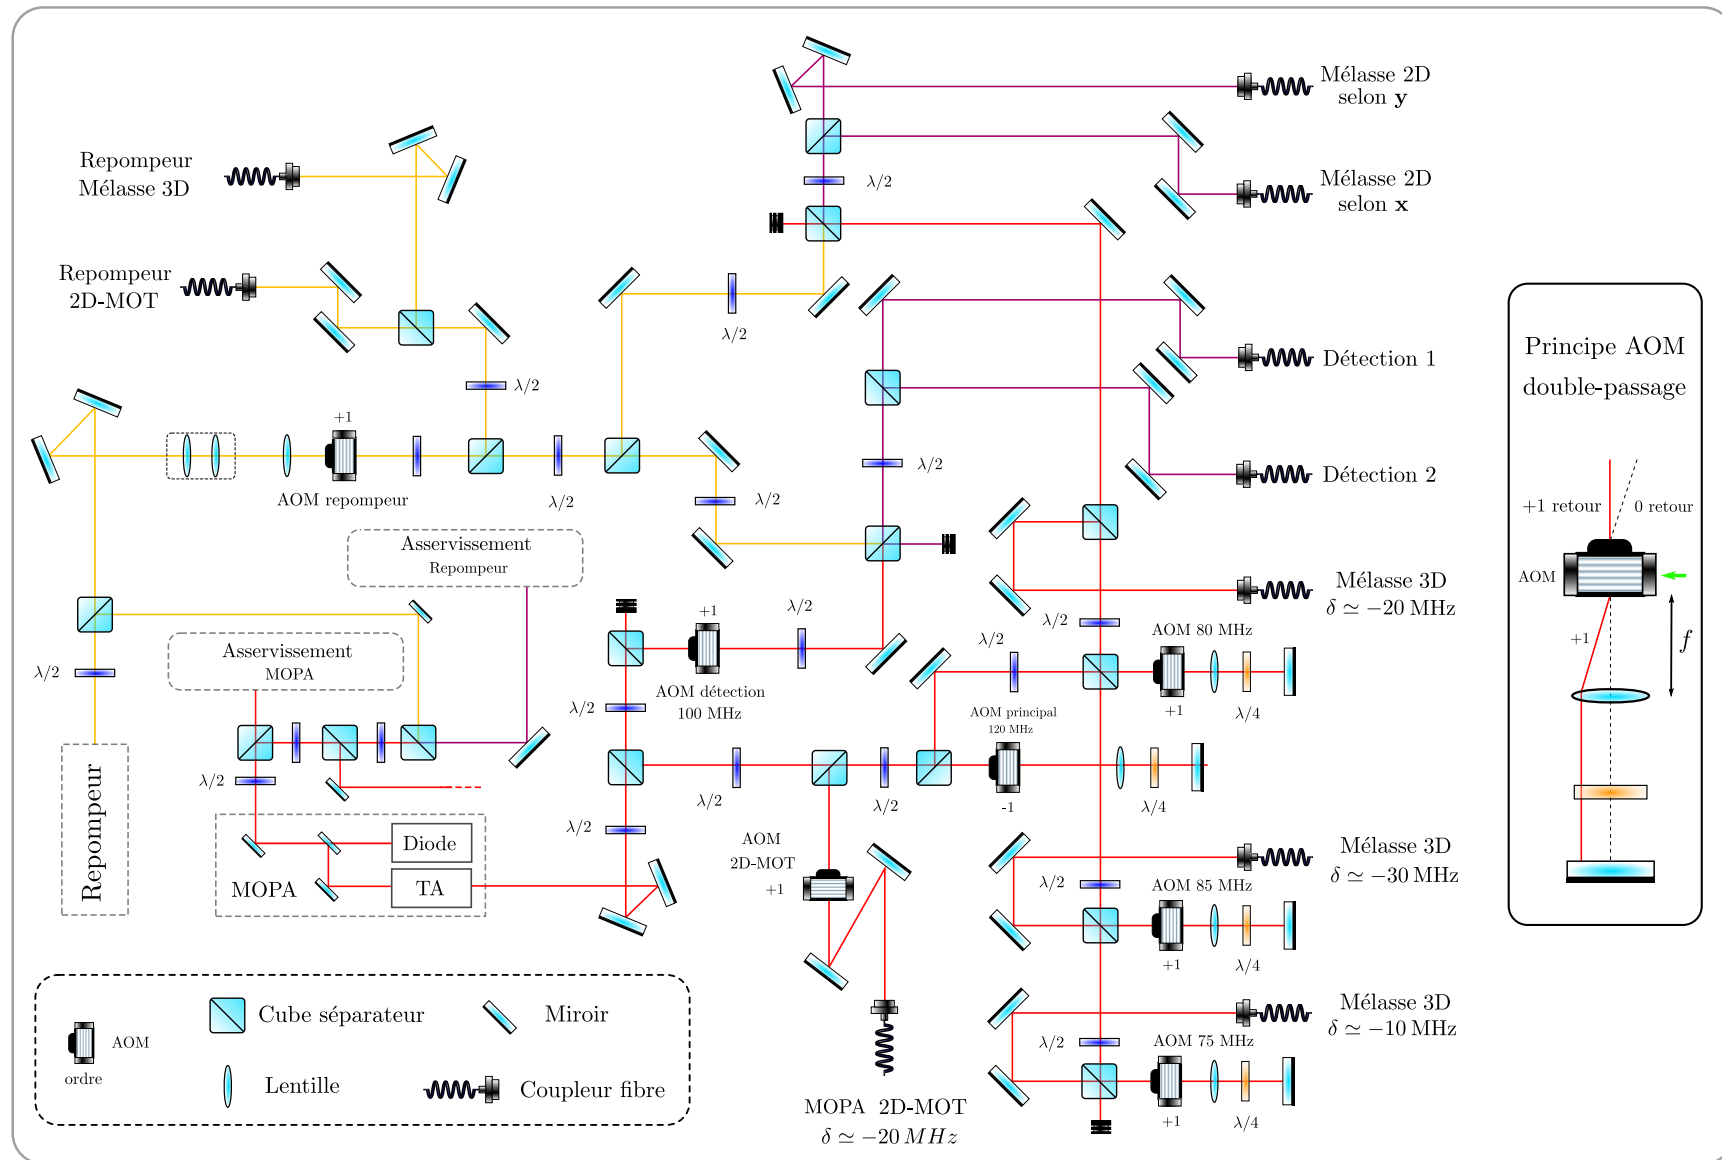 Mélasse 2D
selon y
Repompeur
Mélasse 3D
λ/2
Mélasse 2D
selon x
Repompeur
2D-MOT
λ/2
Détection 1
Principe AOM
double-passage
λ/2
+1
AOM repompeur
λ/2
λ/2
λ/2
Détection 2
+1 retour
0 retour
AOM
Asservissement
Repompeur
Mélasse 3D
δ ≃ −20 MHz
+1
λ/2
λ/2
λ/2
AOM 80 MHz
+1
f
Asservissement
MOPA
λ/2
AOM détection
100 MHz
λ/2
AOM principal
120 MHz
+1
λ/4
λ/2
λ/2
λ/2
-1
λ/4
Repompeur
Diode
MOPA
TA
λ/2
AOM
2D-MOT
+1
Mélasse 3D
δ ≃ −30 MHz
λ/2
AOM 85 MHz
+1
λ/4
Mélasse 3D
δ ≃ −10 MHz
λ/2
AOM 75 MHz
+1
λ/4
AOM
ordre
Cube séparateur
Miroir
Lentille
Coupleur fibre
MOPA 2D-MOT
δ ≃ −20 MHz